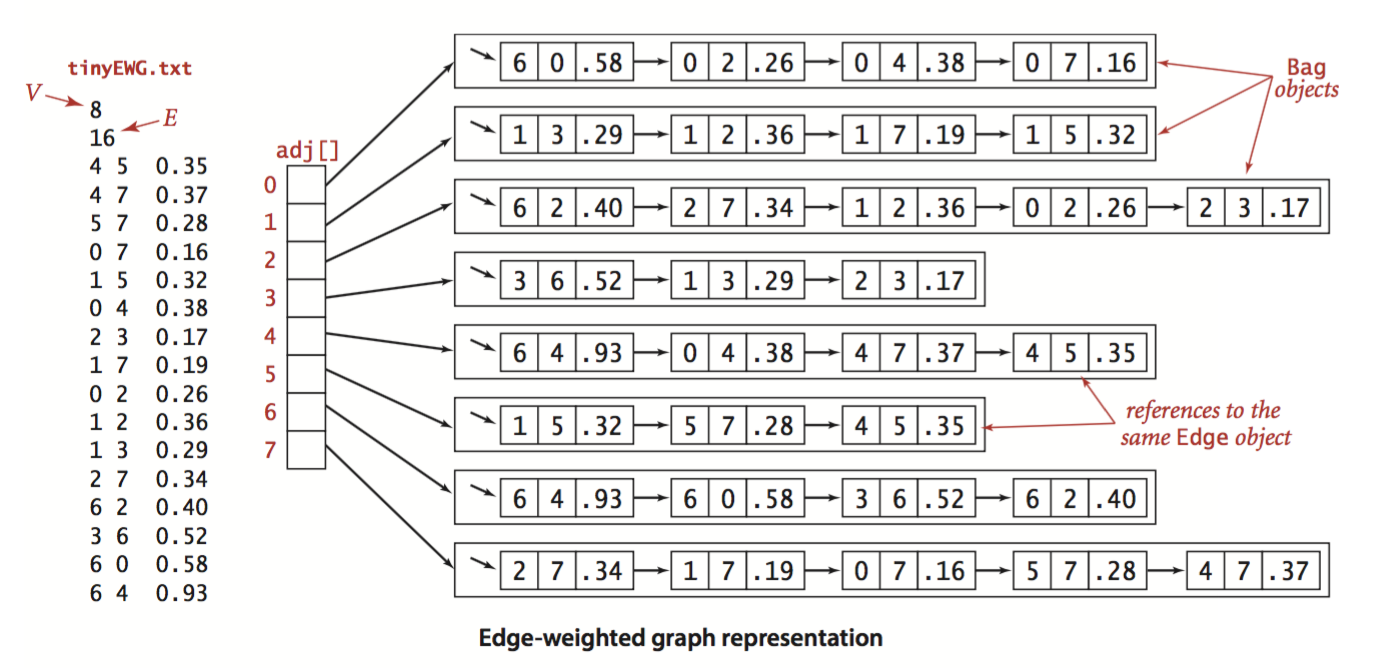 tinyEWG.txt
V
8
E
16
4 5 0.35
4 7 0.37
5 7 0.28
0 7 0.16
1 5 0.32
0 4 0.38
2 3 0.17
1 7 0.19
0 2 0.26
1 2 0.36
1 3 0.29
2 7 0.34
6 2 0.40
3 6 0.52
6 0 0.58
6 4 0.93
adj[]
0
1
2
3
4
5
6
7
6 0 .58 0 2 .26 0 4 .38 0 7 .16
1 3 .29 1 2 .36 1 7 .19 1 5 .32
6 2 .40 2 7 .34 1 2 .36 0 2 .26 2 3 .17
3 6 .52 1 3 .29 2 3 .17
6 4 .93 0 4 .38 4 7 .37 4 5 .35
1 5 .32 5 7 .28 4 5 .35
6 4 .93 6 0 .58 3 6 .52 6 2 .40
2 7 .34 1 7 .19 0 7 .16 5 7 .28 4 7 .37
Bag
objects
references to the
same Edge object
Edge-weighted graph representation